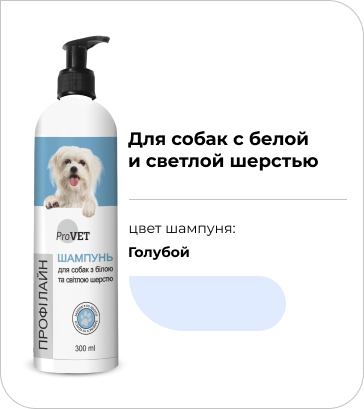 Для собак с белой
и светлой шерстью
цвет шампуня:
Голубой
ProVET
ШАМПУНЬ
для собак з білою
та світлою шерстю
ПРОФІЛАЙН
300 ml